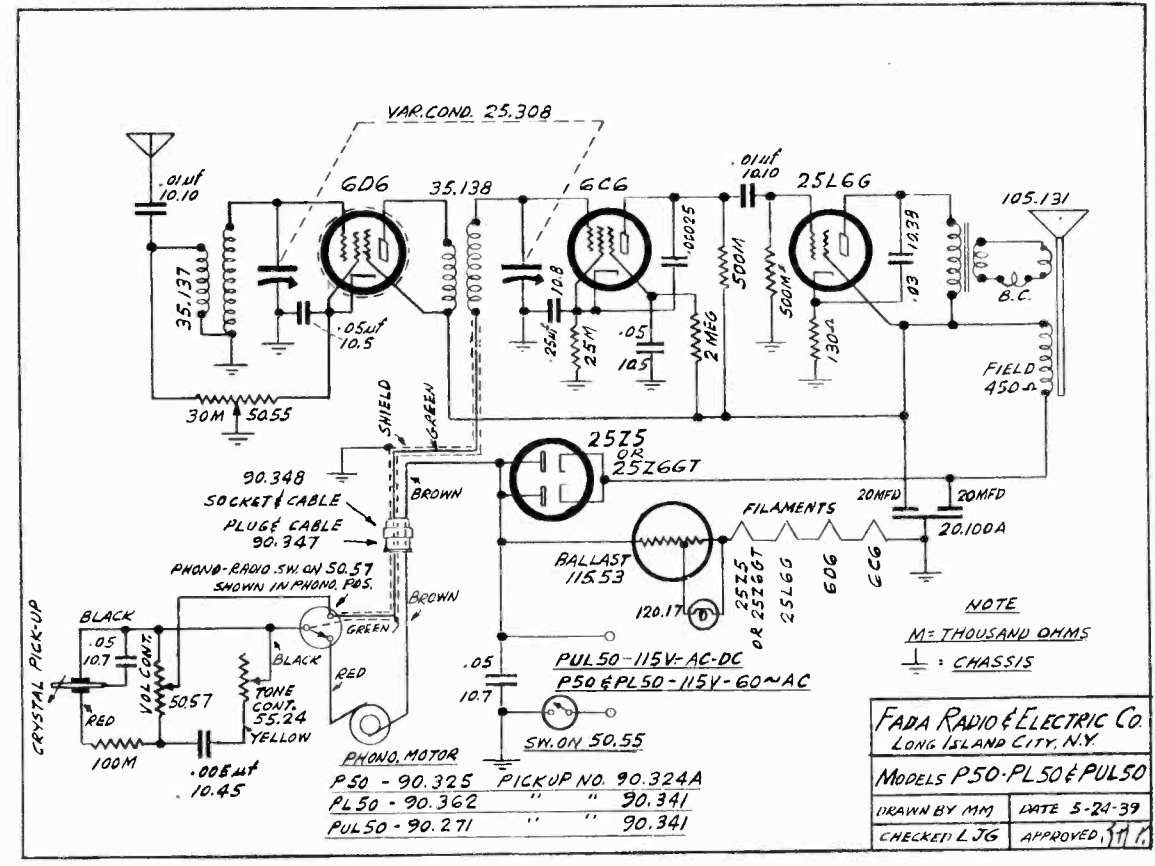 VAR.COND. 25.308
.01µf
10.10
6D6
35.138
6C6
.01µf
10.10
25L6G
105.131
35.137
.05µf
10.5
10.8
.25µf
25M
.00025
.05
10.5
2 MEG
500M
500M
130Ω
10.39
.03
B.C.
FIELD
450Ω
30M
50.55
SHIELD
GREEN
25Z5
OR
25Z6GT
BROWN
90.348
SOCKET & CABLE
PLUG & CABLE
90.347
20MFD
20MFD
20.100A
FILAMENTS
BALLAST
115.53
25Z5
OR 25Z6GT
25L6G
6D6
6C6
120.17
PHONO-RADIO.SW.ON 50.57
SHOWN IN PHONO. POS.
BROWN
BLACK
GREEN
CRYSTAL PICK-UP
.05
10.7
VOL CONT.
50.57
BLACK
RED
RED
TONE
CONT.
55.24
YELLOW
100M
.005µf
10.45
.05
10.7
PUL50-115V-AC-DC
P50 & PL50-115V-60~AC
SW.ON 50.55
NOTE
M = THOUSAND OHMS
= CHASSIS
PHONO. MOTOR
P50 - 90.325 PICKUP NO. 90.324A
PL50 - 90.362 " " 90.341
PUL50 - 90.271 " " 90.341
FADA RADIO & ELECTRIC CO.
LONG ISLAND CITY, N.Y.
MODELS P50-PL50 & PUL50
DRAWN BY MM
DATE 5-24-39
CHECKED LJG
APPROVED,